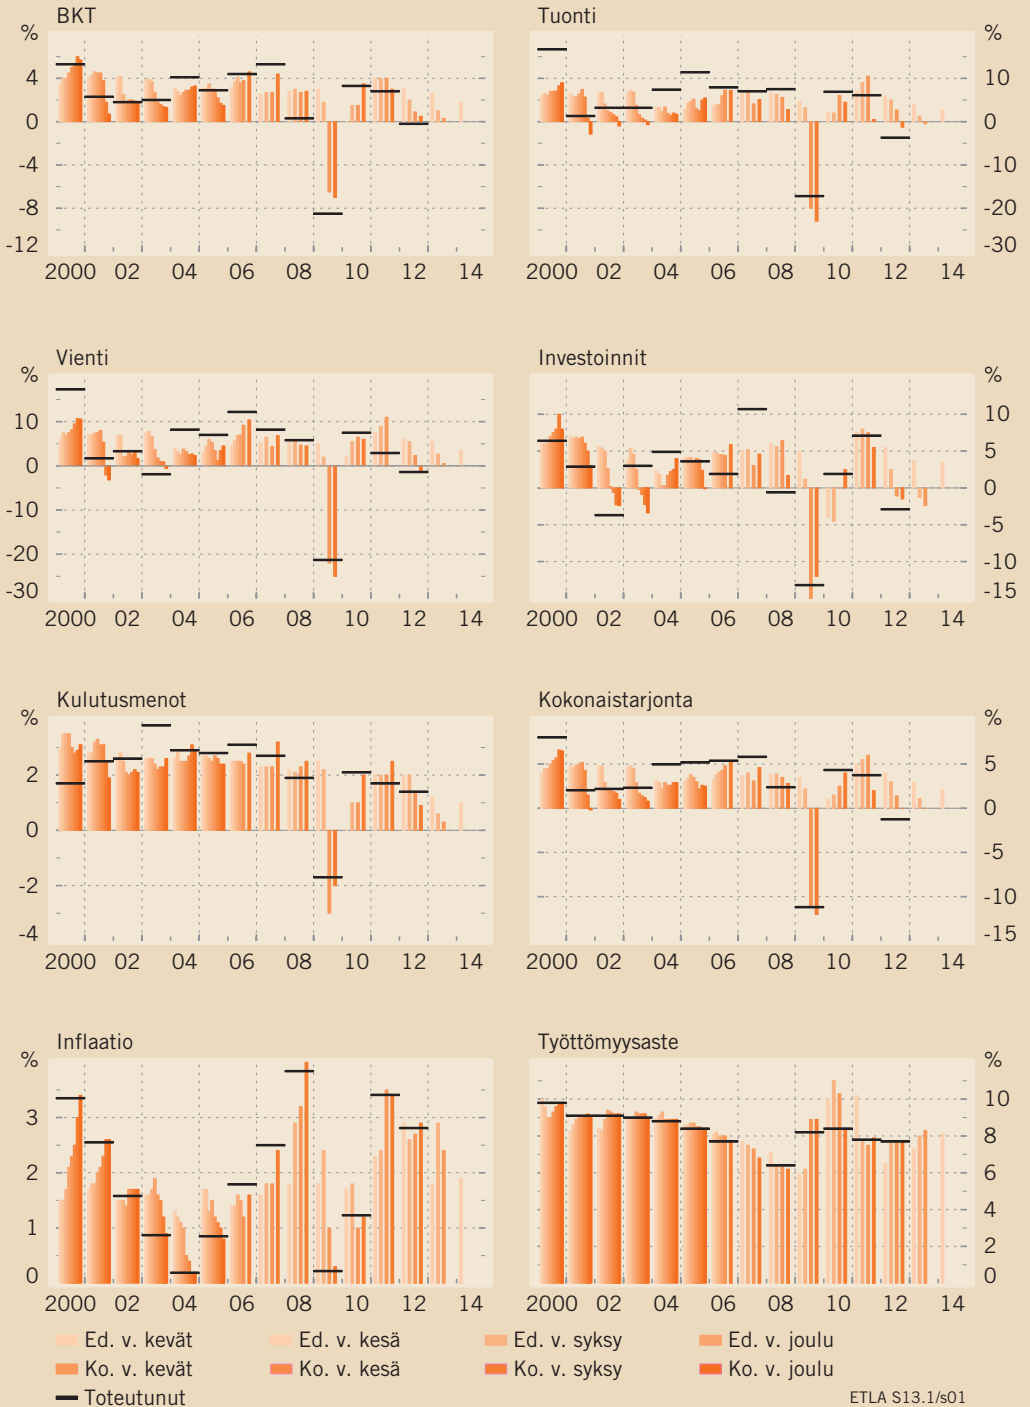 BKT
%
4
0
-4
-8
-12
2000 02 04 06 08 10 12 14
Tuonti
%
10
0
-10
-20
-30
2000 02 04 06 08 10 12 14
Vienti
%
10
0
-10
-20
-30
2000 02 04 06 08 10 12 14
Investoinnit
%
10
5
0
-5
-10
-15
2000 02 04 06 08 10 12 14
Kulutusmenot
%
2
0
-2
-4
2000 02 04 06 08 10 12 14
Kokonaistarjonta
%
5
0
-5
-10
-15
2000 02 04 06 08 10 12 14
Inflaatio
%
3
2
1
0
2000 02 04 06 08 10 12 14
Työttömyysaste
%
10
8
6
4
2
0
2000 02 04 06 08 10 12 14
Ed. v. kevät Ed. v. kesä Ed. v. syksy Ed. v. joulu
Ko. v. kevät Ko. v. kesä Ko. v. syksy Ko. v. joulu
Toteutunut
ETLA S13.1/s01